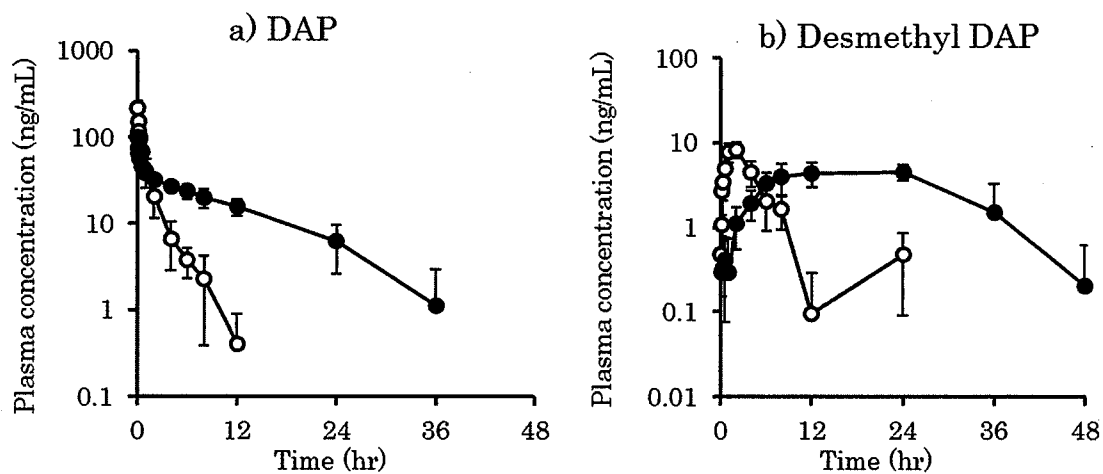 a) DAP
Plasma concentration (ng/mL)
1000
100
10
1
0.1
0 12 24 36 48
Time (hr)
b) Desmethyl DAP
Plasma concentration (ng/mL)
100
10
1
0.1
0.01
0 12 24 36 48
Time (hr)